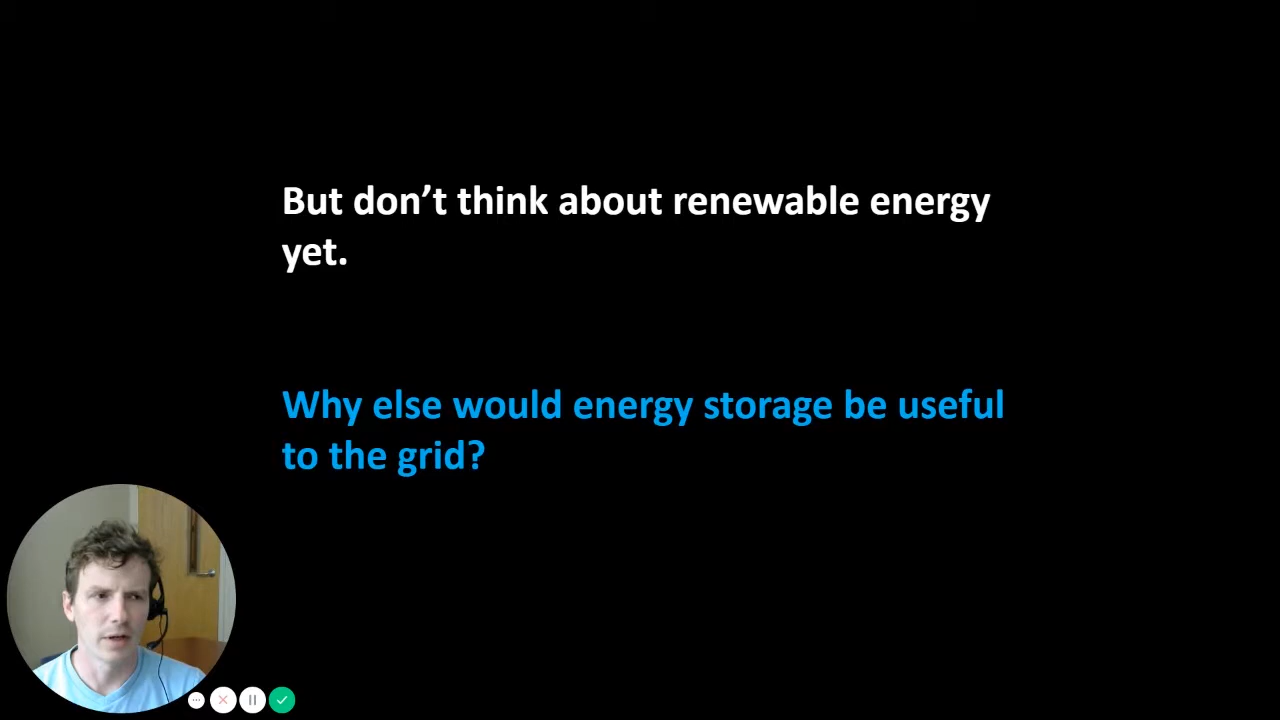 But don’t think about renewable energy
yet.
Why else would energy storage be useful
to the grid?